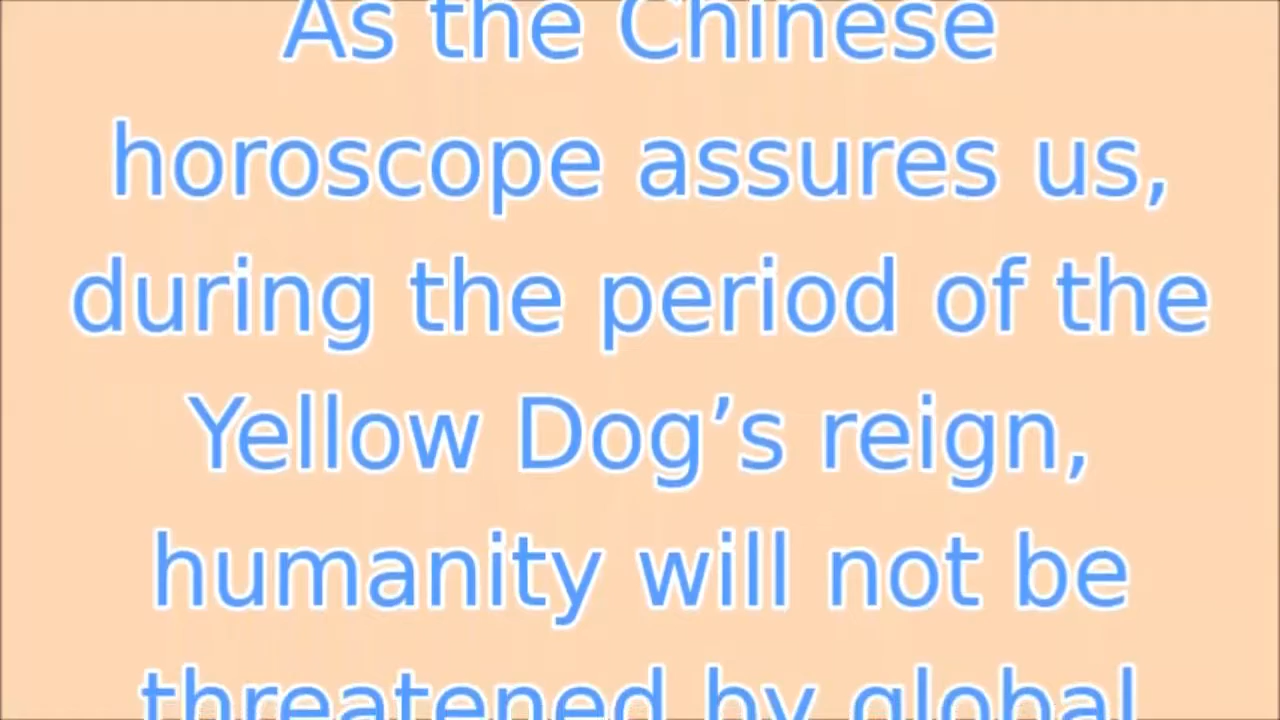 As the Chinese
horoscope assures us,
during the period of the
Yellow Dog’s reign,
humanity will not be
threatened by global